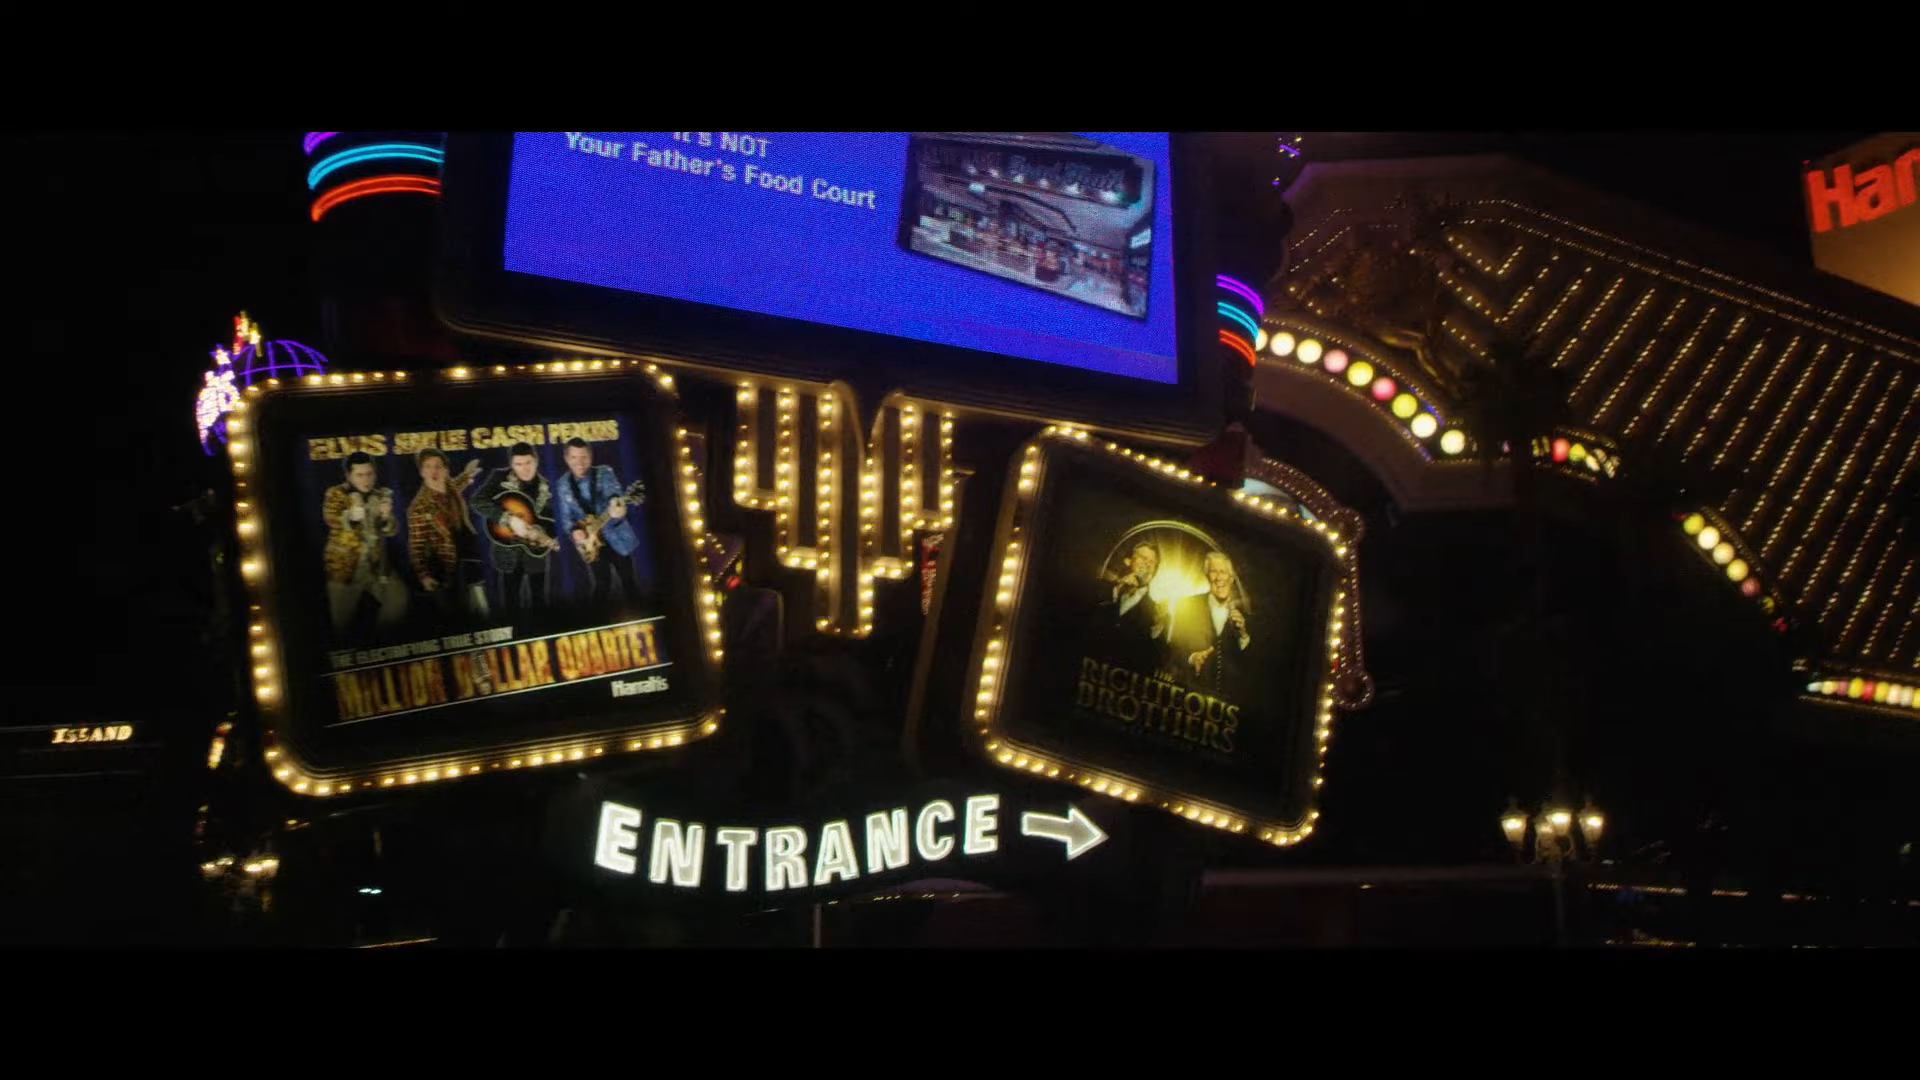 It's NOT
Your Father's Food Court
Har
ELVIS JERRY LEE CASH PERKINS
THE ELECTRIFYING TRUE STORY
MILLION DOLLAR QUARTET
Harrah's
THE
RIGHTEOUS
BROTHERS
ISLAND
ENTRANCE